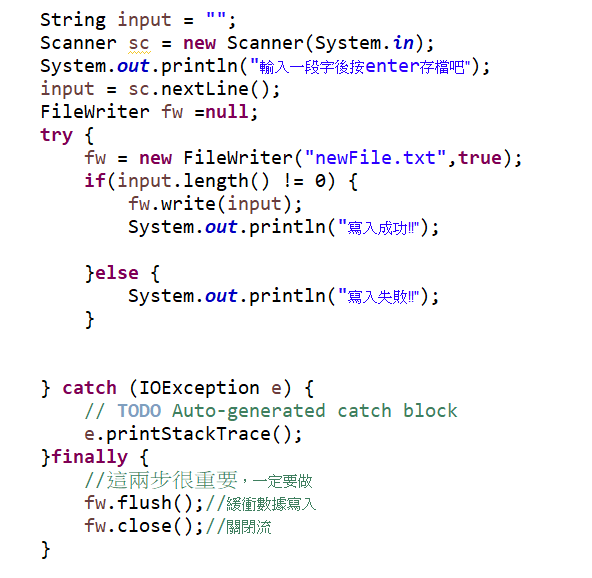 String input = "";
Scanner sc = new Scanner(System.in);
System.out.println("輸入一段字後按enter存檔吧");
input = sc.nextLine();
FileWriter fw =null;
try {
    fw = new FileWriter("newFile.txt",true);
    if(input.length() != 0) {
        fw.write(input);
        System.out.println("寫入成功!!");
    }else {
        System.out.println("寫入失敗!!");
    }
} catch (IOException e) {
    // TODO Auto-generated catch block
    e.printStackTrace();
}finally {
    //這兩步很重要，一定要做
    fw.flush();//緩衝數據寫入
    fw.close();//關閉流
}